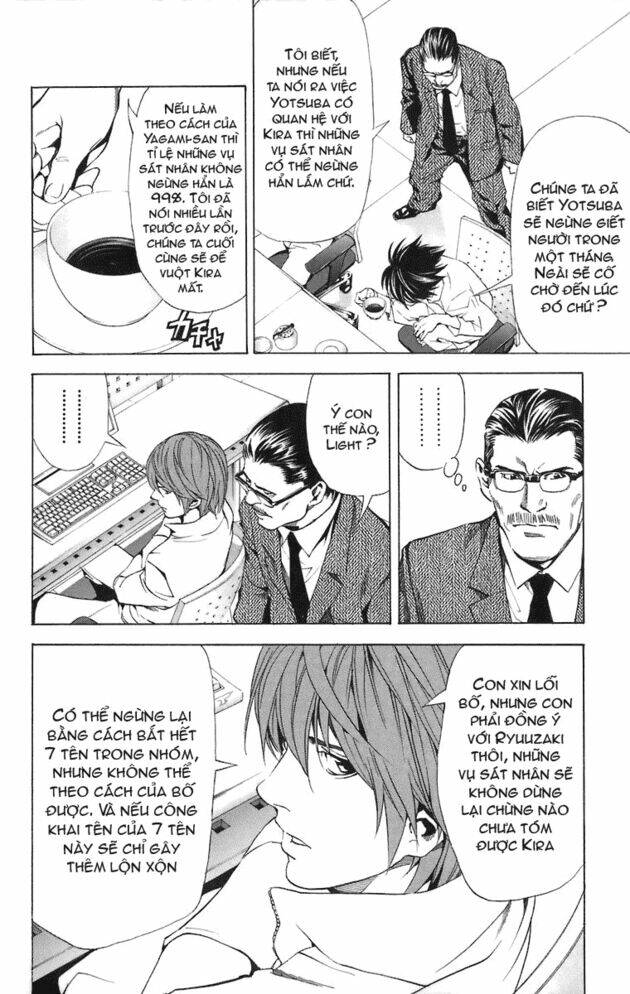 CHÚNG TA ĐÃ
BIẾT YOTSUBA
SẼ NGỪNG GIẾT
NGƯỜI TRONG
MỘT THÁNG
NGÀI SẼ CỐ
CHỜ ĐẾN LÚC
ĐÓ CHỨ ?
TÔI BIẾT,
NHƯNG NẾU
TA NÓI RA VIỆC
YOTSUBA CÓ
QUAN HỆ VỚI
KIRA THÌ NHỮNG
VỤ SÁT NHÂN
CÓ THỂ NGỪNG
HẲN LẮM CHỨ.
NẾU LÀM
THEO CÁCH CỦA
YAGAMI-SAN THÌ
TỈ LỆ NHỮNG VỤ
SÁT NHÂN KHÔNG
NGỪNG HẲN LÀ
998. TÔI ĐÃ
NÓI NHIỀU LẦN
TRƯỚC ĐÂY RỒI,
CHÚNG TA CUỐI
CÙNG SẼ ĐỂ
VUỘT KIRA
MẤT.
カチャ
Ý CON
THẾ NÀO,
LIGHT ?
CON XIN LỖI
BỐ, NHƯNG CON
PHẢI ĐỒNG Ý
VỚI RYUUZAKI
THÔI, NHỮNG
VỤ SÁT NHÂN SẼ
KHÔNG DỪNG
LẠI CHỪNG NÀO
CHƯA TÓM
ĐƯỢC KIRA
CÓ THỂ NGỪNG LẠI
BẰNG CÁCH BẮT HẾT
7 TÊN TRONG NHÓM,
NHƯNG KHÔNG THỂ
THEO CÁCH CỦA BỐ
ĐƯỢC. VÀ NẾU CÔNG
KHAI TÊN CỦA 7 TÊN
NÀY SẼ CHỈ GÂY
THÊM LỘN XỘN